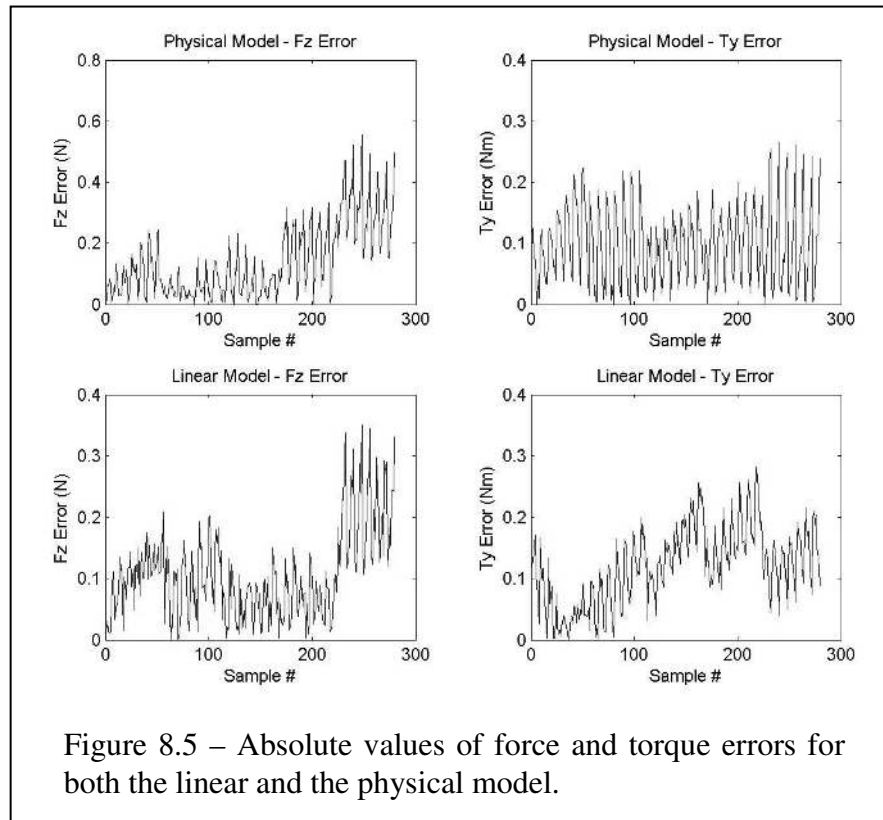 Physical Model - Fz Error
0.8
0.6
0.4
0.2
0
Fz Error (N)
0 100 200 300
Sample #
Physical Model - Ty Error
0.4
0.3
0.2
0.1
0
Ty Error (Nm)
0 100 200 300
Sample #
Linear Model - Fz Error
0.4
0.3
0.2
0.1
0
Fz Error (N)
0 100 200 300
Sample #
Linear Model - Ty Error
0.4
0.3
0.2
0.1
0
Ty Error (Nm)
0 100 200 300
Sample #
Figure 8.5 – Absolute values of force and torque errors for
both the linear and the physical model.